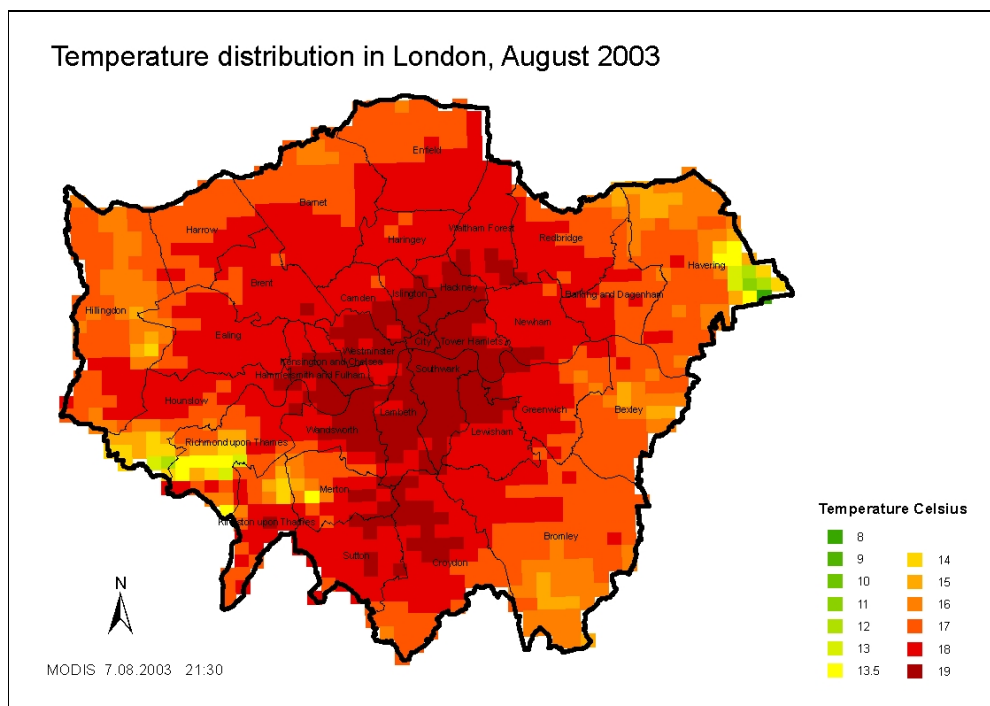 Temperature distribution in London, August 2003
Enfield
Barnet
Harrow
Haringey
Waltham Forest
Redbridge
Havering
Brent
Camden
Islington
Hackney
Barking and Dagenham
Hillingdon
Ealing
Newham
Westminster
City
Tower Hamlets
Kensington and Chelsea
Hammersmith and Fulham
Southwark
Hounslow
Lambeth
Greenwich
Bexley
Richmond upon Thames
Wandsworth
Lewisham
Merton
Kingston upon Thames
Sutton
Croydon
Bromley
Temperature Celsius
8
9
10
11
12
13
13.5
14
15
16
17
18
19
N
MODIS 7.08.2003 21:30